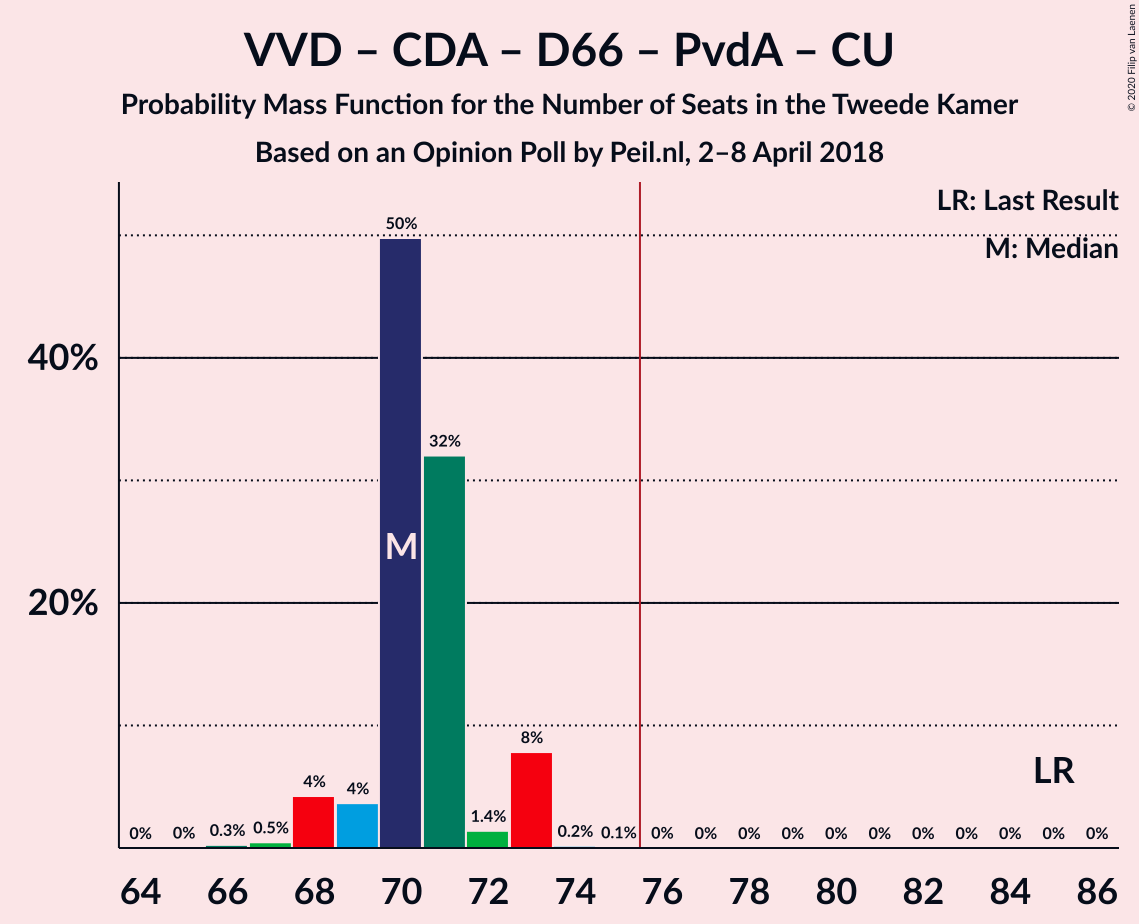 VVD – CDA – D66 – PvdA – CU
Probability Mass Function for the Number of Seats in the Tweede Kamer
Based on an Opinion Poll by Peil.nl, 2–8 April 2018
© 2020 Filip van Laenen
LR: Last Result
M: Median
50%
40%
32%
M
20%
8%
LR
4%
4%
0% 0% 0.3% 0.5% 1.4% 0.2% 0.1% 0% 0% 0% 0% 0% 0% 0% 0% 0% 0% 0%
64 66 68 70 72 74 76 78 80 82 84 86